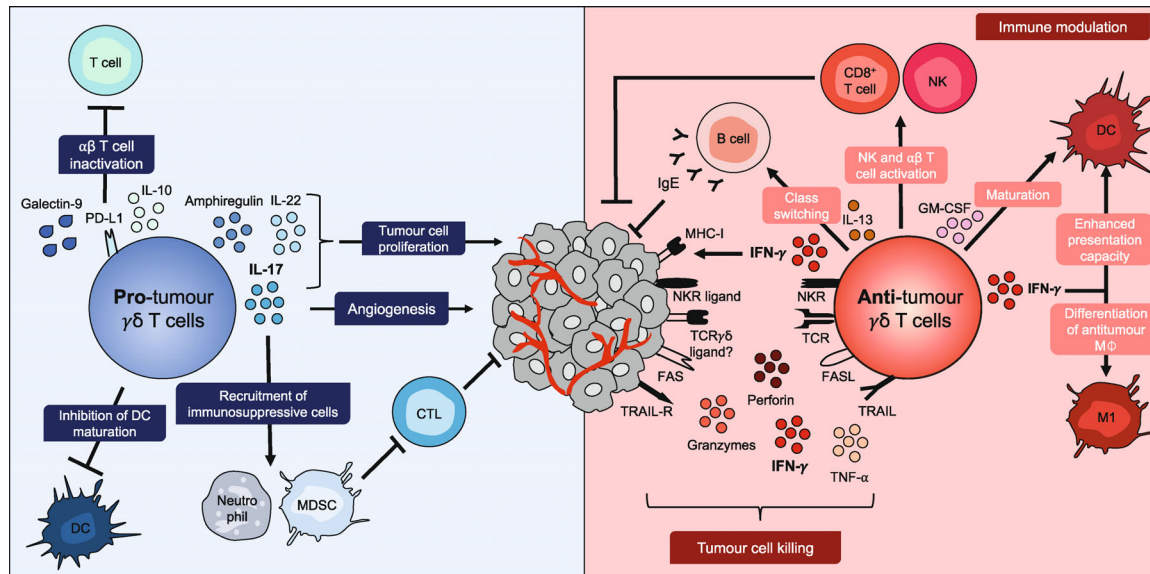 T cell
αβ T cell
inactivation
Galectin-9
PD-L1
IL-10
Amphiregulin
IL-22
IL-17
Pro-tumour
γδ T cells
Tumour cell
proliferation
Angiogenesis
Recruitment of
immunosuppressive cells
Inhibition of DC
maturation
DC
Neutro
phil
MDSC
CTL
Immune modulation
CD8+
T cell
NK
B cell
IgE
DC
NK and αβ T
cell activation
Maturation
Class
switching
IL-13
GM-CSF
MHC-I
IFN-γ
Enhanced
presentation
capacity
NKR ligand
NKR
Anti-tumour
γδ T cells
IFN-γ
TCRγδ
ligand?
TCR
Differentiation
of antitumour
MΦ
FAS
FASL
TRAIL-R
Perforin
TRAIL
Granzymes
IFN-γ
TNF-α
M1
Tumour cell killing